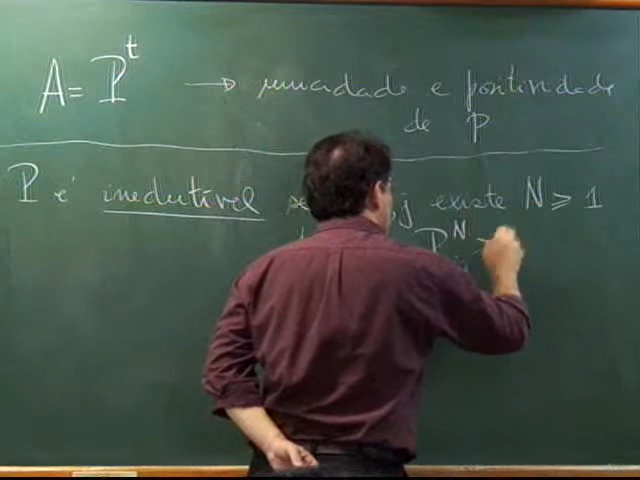 A = P^t → unicidade e positividade
de p
P é irredutível se j existe N ≥ 1
P^N